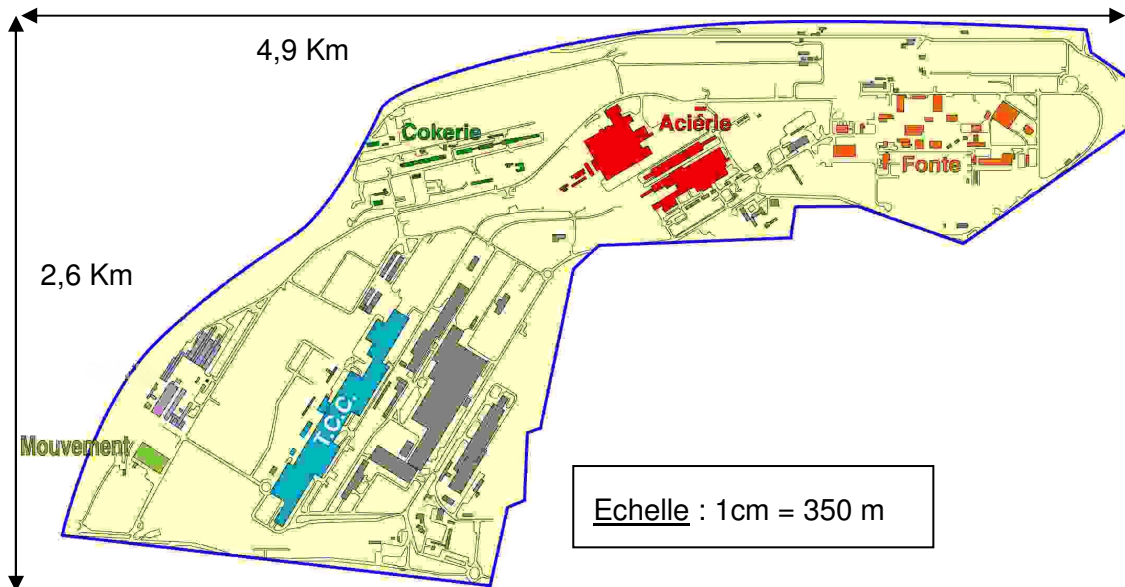 4,9 Km
Cokerie
Aciérie
Fonte
2,6 Km
T.C.C.
Mouvement
Echelle : 1cm = 350 m